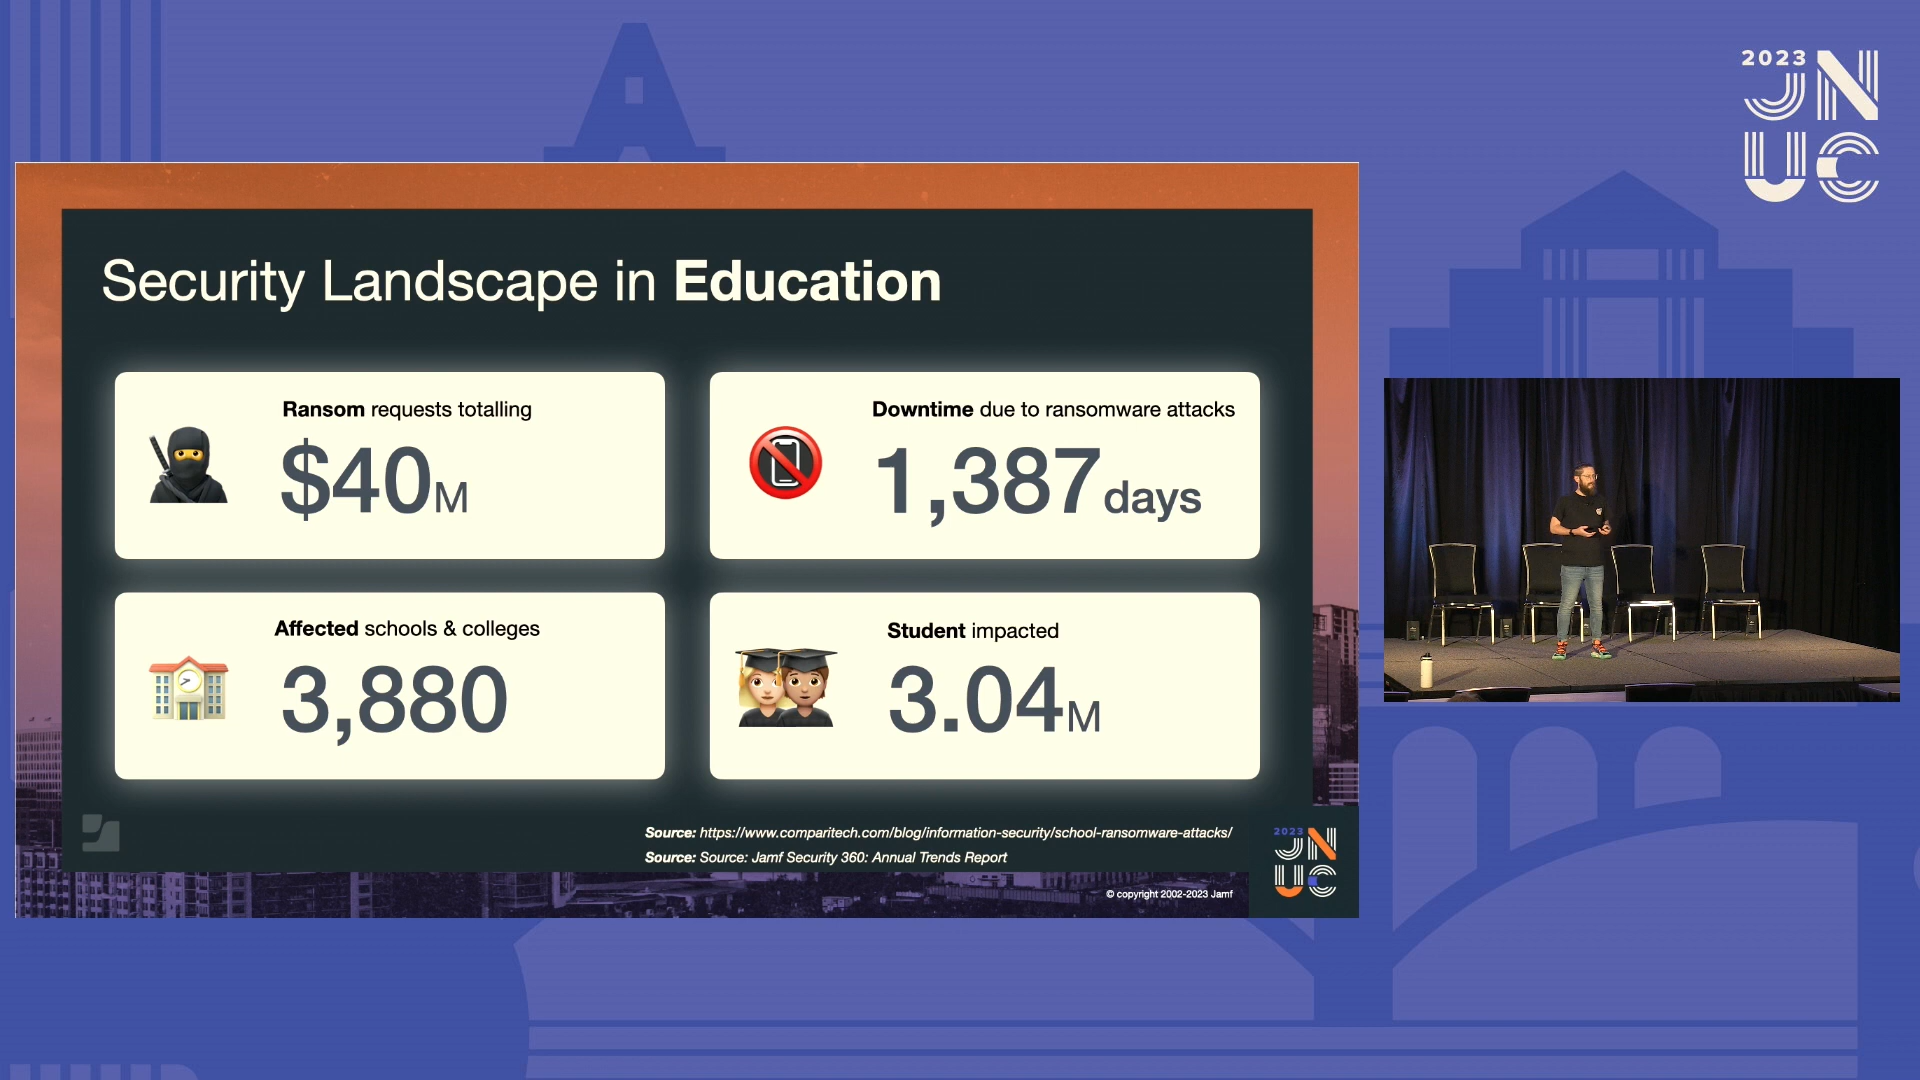 2023
JN
UC
Security Landscape in Education
Ransom requests totalling
$40M
Downtime due to ransomware attacks
1,387 days
Affected schools & colleges
3,880
Student impacted
3.04M
Source: https://www.comparitech.com/blog/information-security/school-ransomware-attacks/
Source: Source: Jamf Security 360: Annual Trends Report
© copyright 2002-2023 Jamf
2023
JN
UC